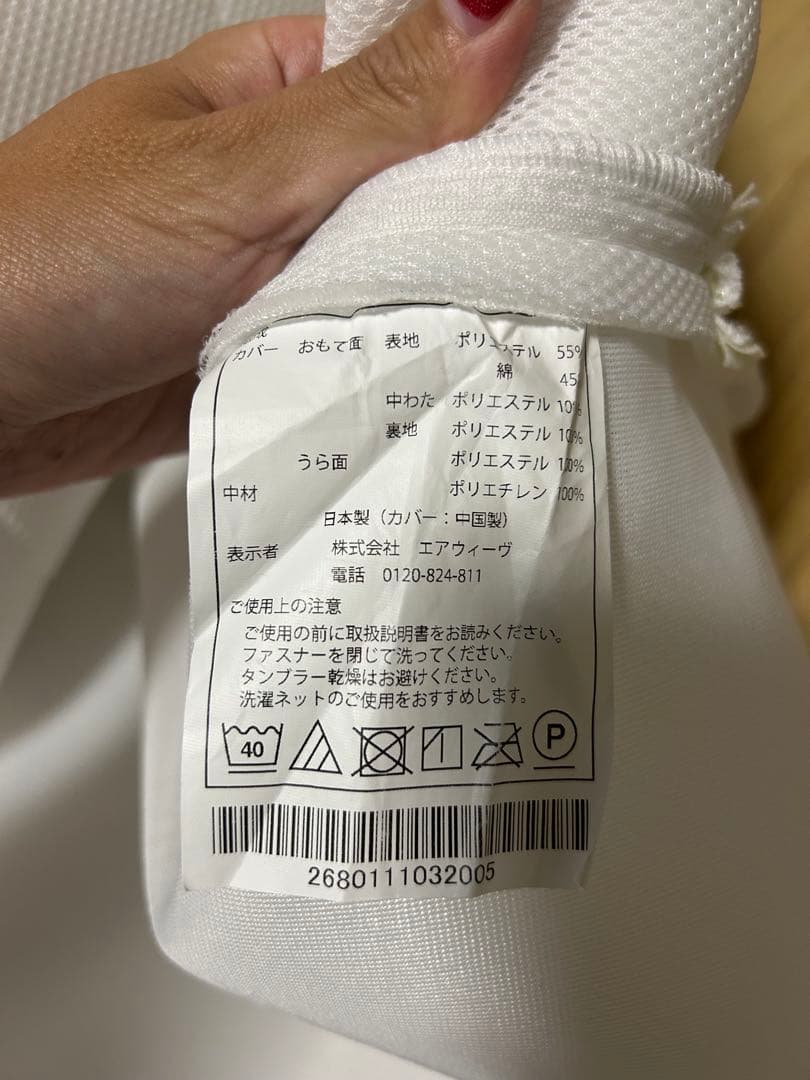 カバー おもて面 表地 ポリエステル 55%
綿 45
中わた ポリエステル
裏地 ポリエステル
うら面 ポリエステル
中材 ポリエチレン 100%
日本製（カバー：中国製）
表示者 株式会社 エアウィーヴ
電話 0120-824-811
ご使用上の注意
ご使用の前に取扱説明書をお読みください。
ファスナーを閉じて洗ってください。
タンブラー乾燥はお避けください。
洗濯ネットのご使用をおすすめします。
40 P
2680111032005